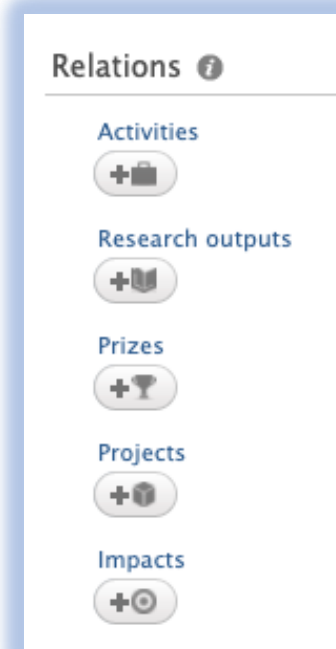 Relations
Activities
Research outputs
Prizes
Projects
Impacts